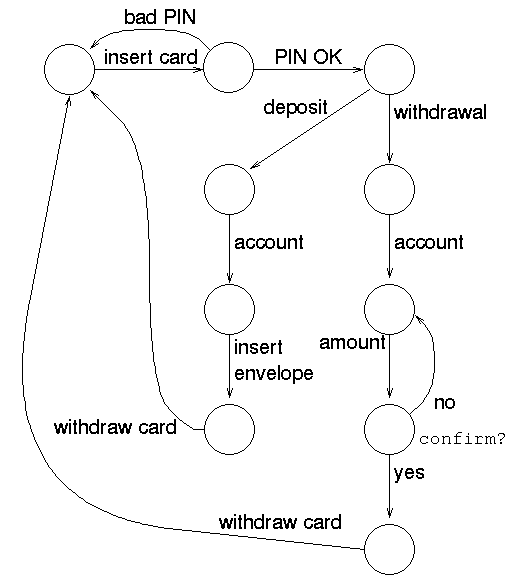 bad PIN
insert card
PIN OK
deposit
withdrawal
account
account
insert
envelope
amount
no
withdraw card
confirm?
yes
withdraw card